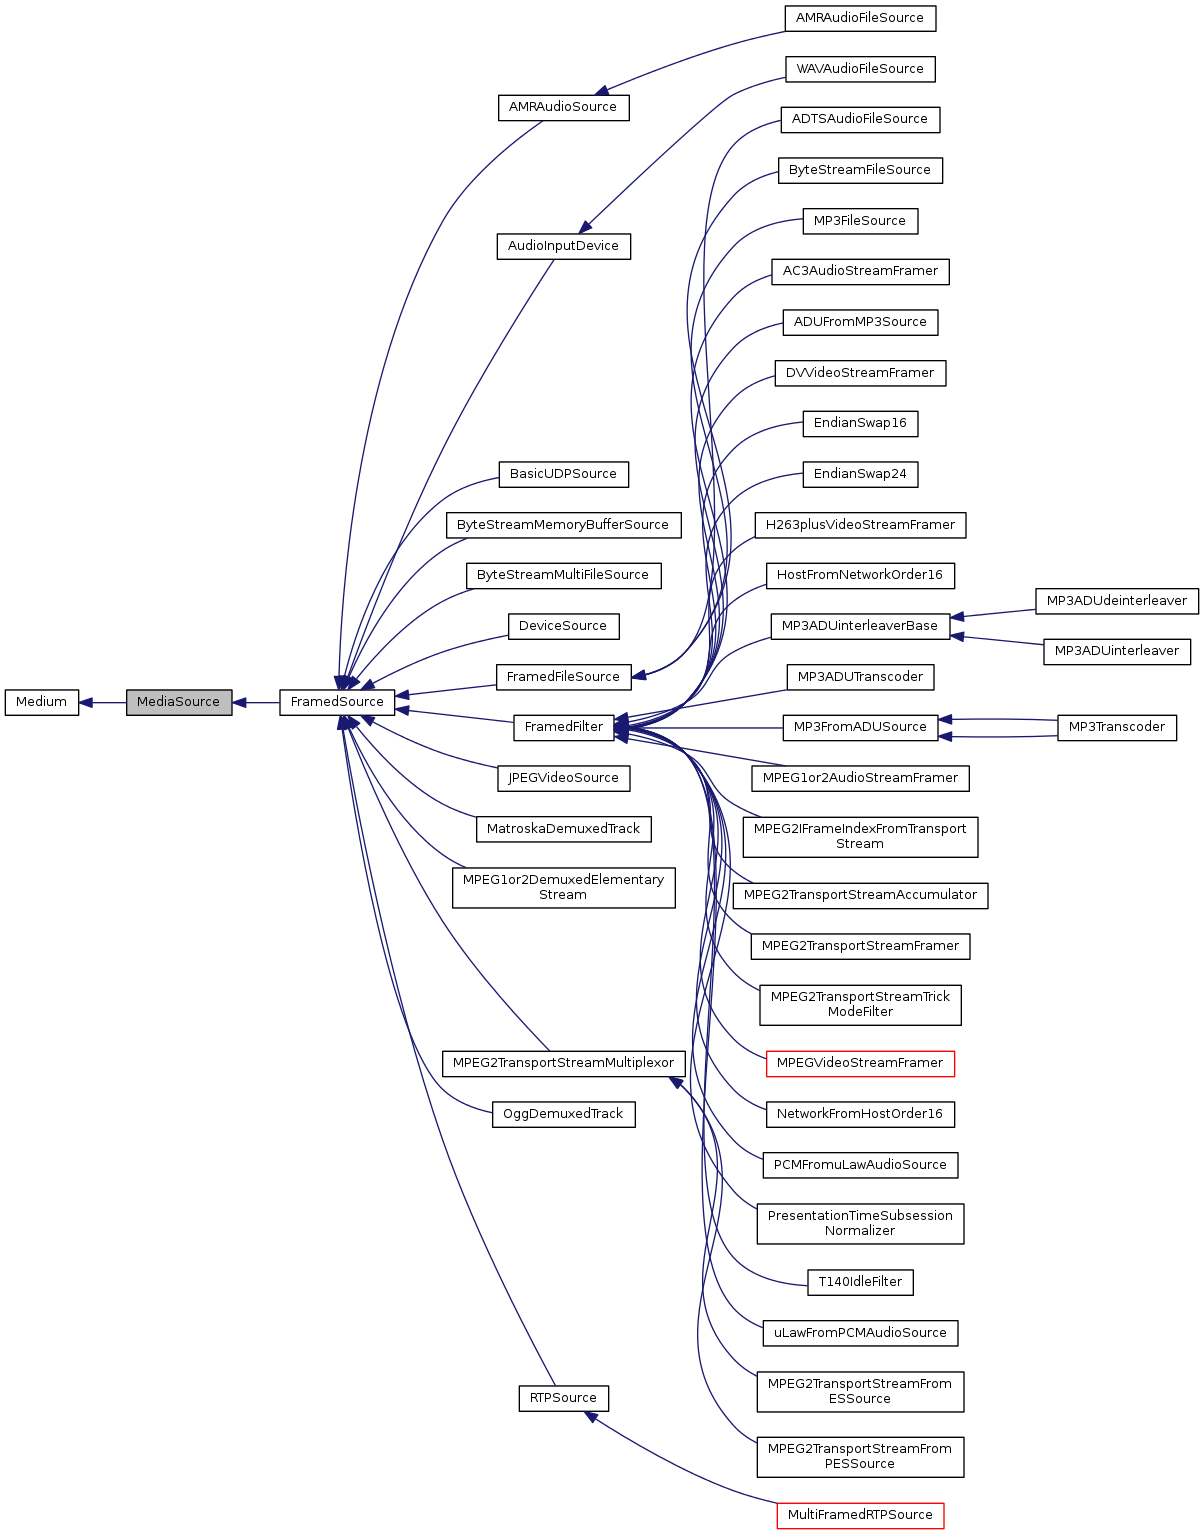 AMRAudioFileSource
WAVAudioFileSource
AMRAudioSource
ADTSAudioFileSource
ByteStreamFileSource
MP3FileSource
AudioInputDevice
AC3AudioStreamFramer
ADUFromMP3Source
DVVideoStreamFramer
EndianSwap16
BasicUDPSource
EndianSwap24
ByteStreamMemoryBufferSource
H263plusVideoStreamFramer
ByteStreamMultiFileSource
HostFromNetworkOrder16
MP3ADUdeinterleaver
DeviceSource
MP3ADUinterleaverBase
MP3ADUinterleaver
FramedFileSource
MP3ADUTranscoder
Medium
MediaSource
FramedSource
FramedFilter
MP3FromADUSource
MP3Transcoder
JPEGVideoSource
MPEG1or2AudioStreamFramer
MatroskaDemuxedTrack
MPEG2IFrameIndexFromTransport
Stream
MPEG1or2DemuxedElementary
Stream
MPEG2TransportStreamAccumulator
MPEG2TransportStreamFramer
MPEG2TransportStreamTrick
ModeFilter
MPEG2TransportStreamMultiplexor
MPEGVideoStreamFramer
OggDemuxedTrack
NetworkFromHostOrder16
PCMFromuLawAudioSource
PresentationTimeSubsession
Normalizer
T140IdleFilter
uLawFromPCMAudioSource
MPEG2TransportStreamFrom
ESSource
RTPSource
MPEG2TransportStreamFrom
PESSource
MultiFramedRTPSource